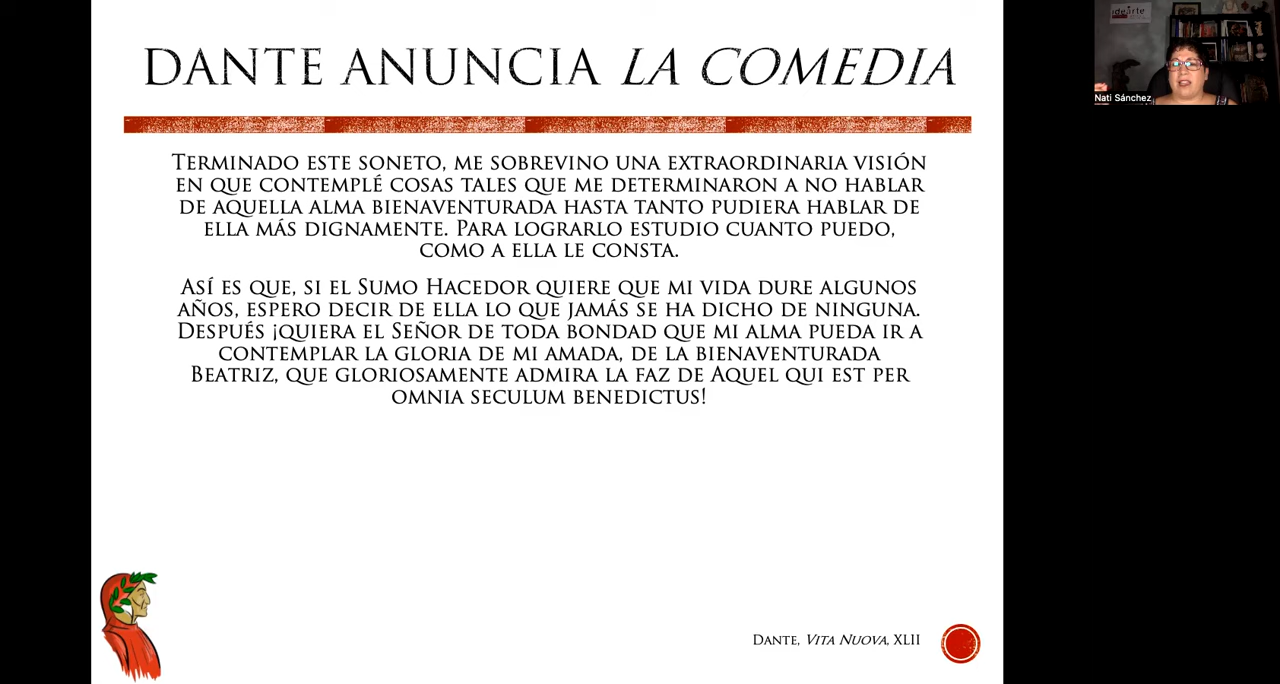 DANTE ANUNCIA LA COMEDIA
TERMINADO ESTE SONETO, ME SOBREVINO UNA EXTRAORDINARIA VISIÓN
EN QUE CONTEMPLÉ COSAS TALES QUE ME DETERMINARON A NO HABLAR
DE AQUELLA ALMA BIENAVENTURADA HASTA TANTO PUDIERA HABLAR DE
ELLA MÁS DIGNAMENTE. PARA LOGRARLO ESTUDIO CUANTO PUEDO,
COMO A ELLA LE CONSTA.
ASÍ ES QUE, SI EL SUMO HACEDOR QUIERE QUE MI VIDA DURE ALGUNOS
AÑOS, ESPERO DECIR DE ELLA LO QUE JAMÁS SE HA DICHO DE NINGUNA.
DESPUÉS ¡QUIERA EL SEÑOR DE TODA BONDAD QUE MI ALMA PUEDA IR A
CONTEMPLAR LA GLORIA DE MI AMADA, DE LA BIENAVENTURADA
BEATRIZ, QUE GLORIOSAMENTE ADMIRA LA FAZ DE AQUEL QUI EST PER
OMNIA SECULUM BENEDICTUS!
DANTE, VITA NUOVA, XLII
idearte
Nati Sánchez